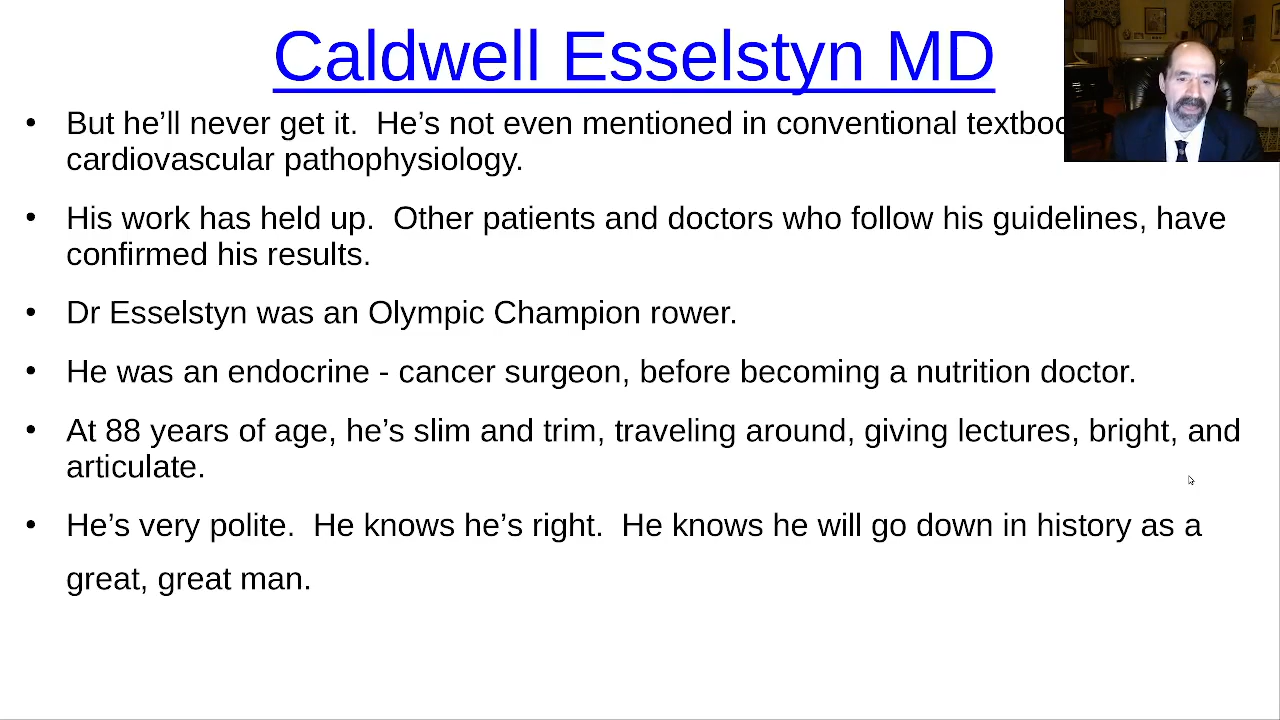 Caldwell Esselstyn MD
• But he’ll never get it.  He’s not even mentioned in conventional
cardiovascular pathophysiology.
• His work has held up.  Other patients and doctors who follow his guidelines, have
confirmed his results.
• Dr Esselstyn was an Olympic Champion rower.
• He was an endocrine - cancer surgeon, before becoming a nutrition doctor.
• At 88 years of age, he’s slim and trim, traveling around, giving lectures, bright, and
articulate.
• He’s very polite.  He knows he’s right.  He knows he will go down in history as a
great, great man.